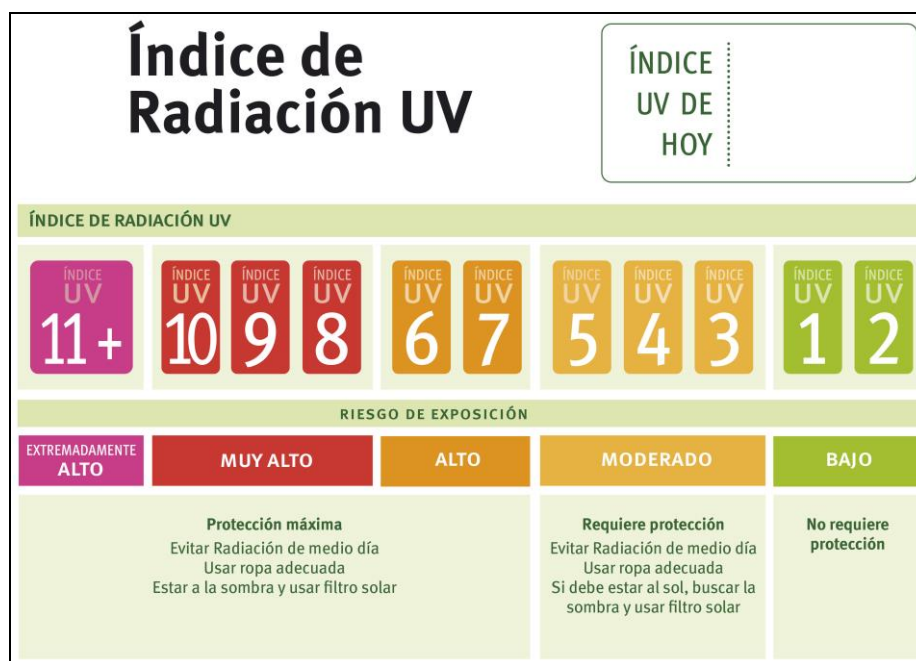 Índice de
Radiación UV
ÍNDICE
UV DE
HOY
ÍNDICE DE RADIACIÓN UV
ÍNDICE
UV
11+
ÍNDICE
UV
10
ÍNDICE
UV
9
ÍNDICE
UV
8
ÍNDICE
UV
6
ÍNDICE
UV
7
ÍNDICE
UV
5
ÍNDICE
UV
4
ÍNDICE
UV
3
ÍNDICE
UV
1
ÍNDICE
UV
2
RIESGO DE EXPOSICIÓN
EXTREMADAMENTE
ALTO
MUY ALTO
ALTO
MODERADO
BAJO
Protección máxima
Evitar Radiación de medio día
Usar ropa adecuada
Estar a la sombra y usar filtro solar
Requiere protección
Evitar Radiación de medio día
Usar ropa adecuada
Si debe estar al sol, buscar la
sombra y usar filtro solar
No requiere
protección